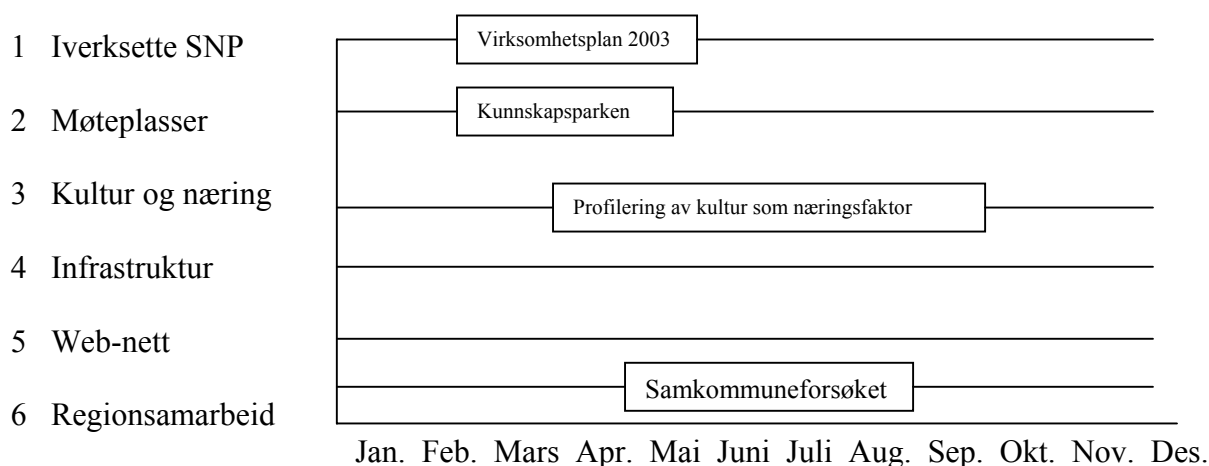 1 Iverksette SNP
Virksomhetsplan 2003
2 Møteplasser
Kunnskapsparken
3 Kultur og næring
Profilering av kultur som næringsfaktor
4 Infrastruktur
5 Web-nett
Samkommuneforsøket
6 Regionsamarbeid
Jan. Feb. Mars Apr. Mai Juni Juli Aug. Sep. Okt. Nov. Des.